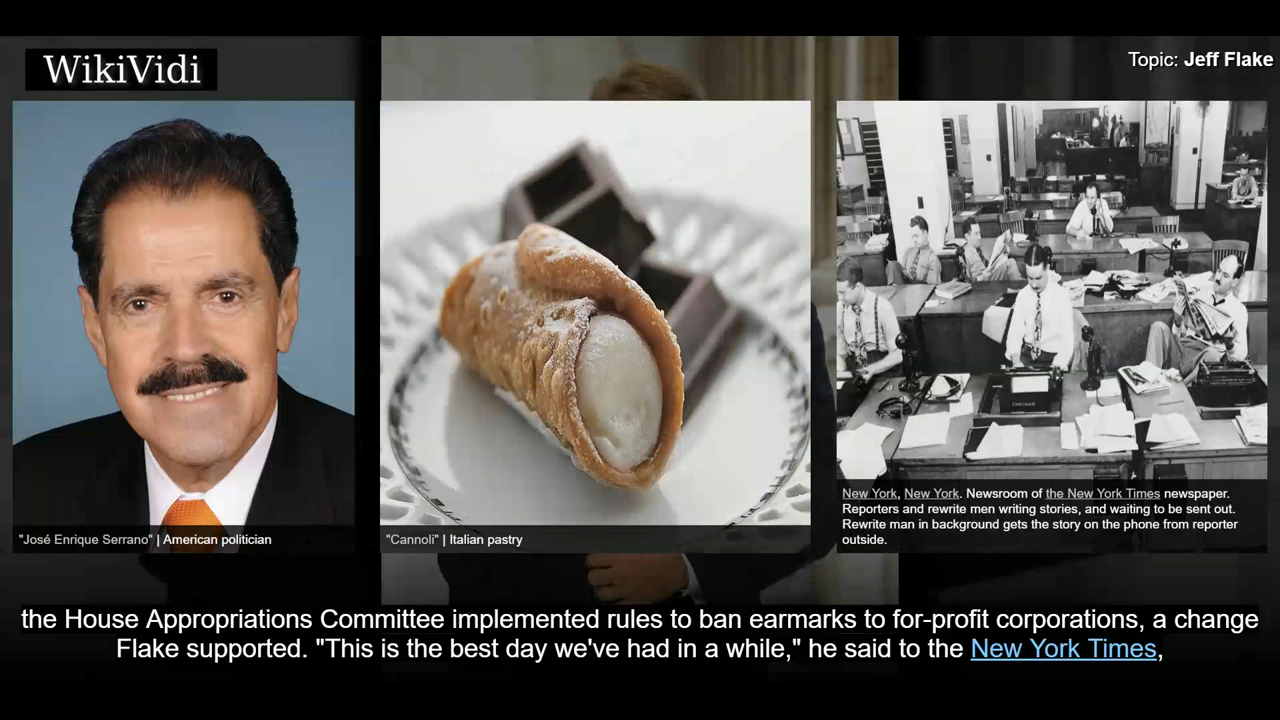 WikiVidi
Topic: Jeff Flake
"José Enrique Serrano" | American politician
"Cannoli" | Italian pastry
New York, New York. Newsroom of the New York Times newspaper.
Reporters and rewrite men writing stories, and waiting to be sent out.
Rewrite man in background gets the story on the phone from reporter
outside.
the House Appropriations Committee implemented rules to ban earmarks to for-profit corporations, a change
Flake supported. "This is the best day we've had in a while," he said to the New York Times,